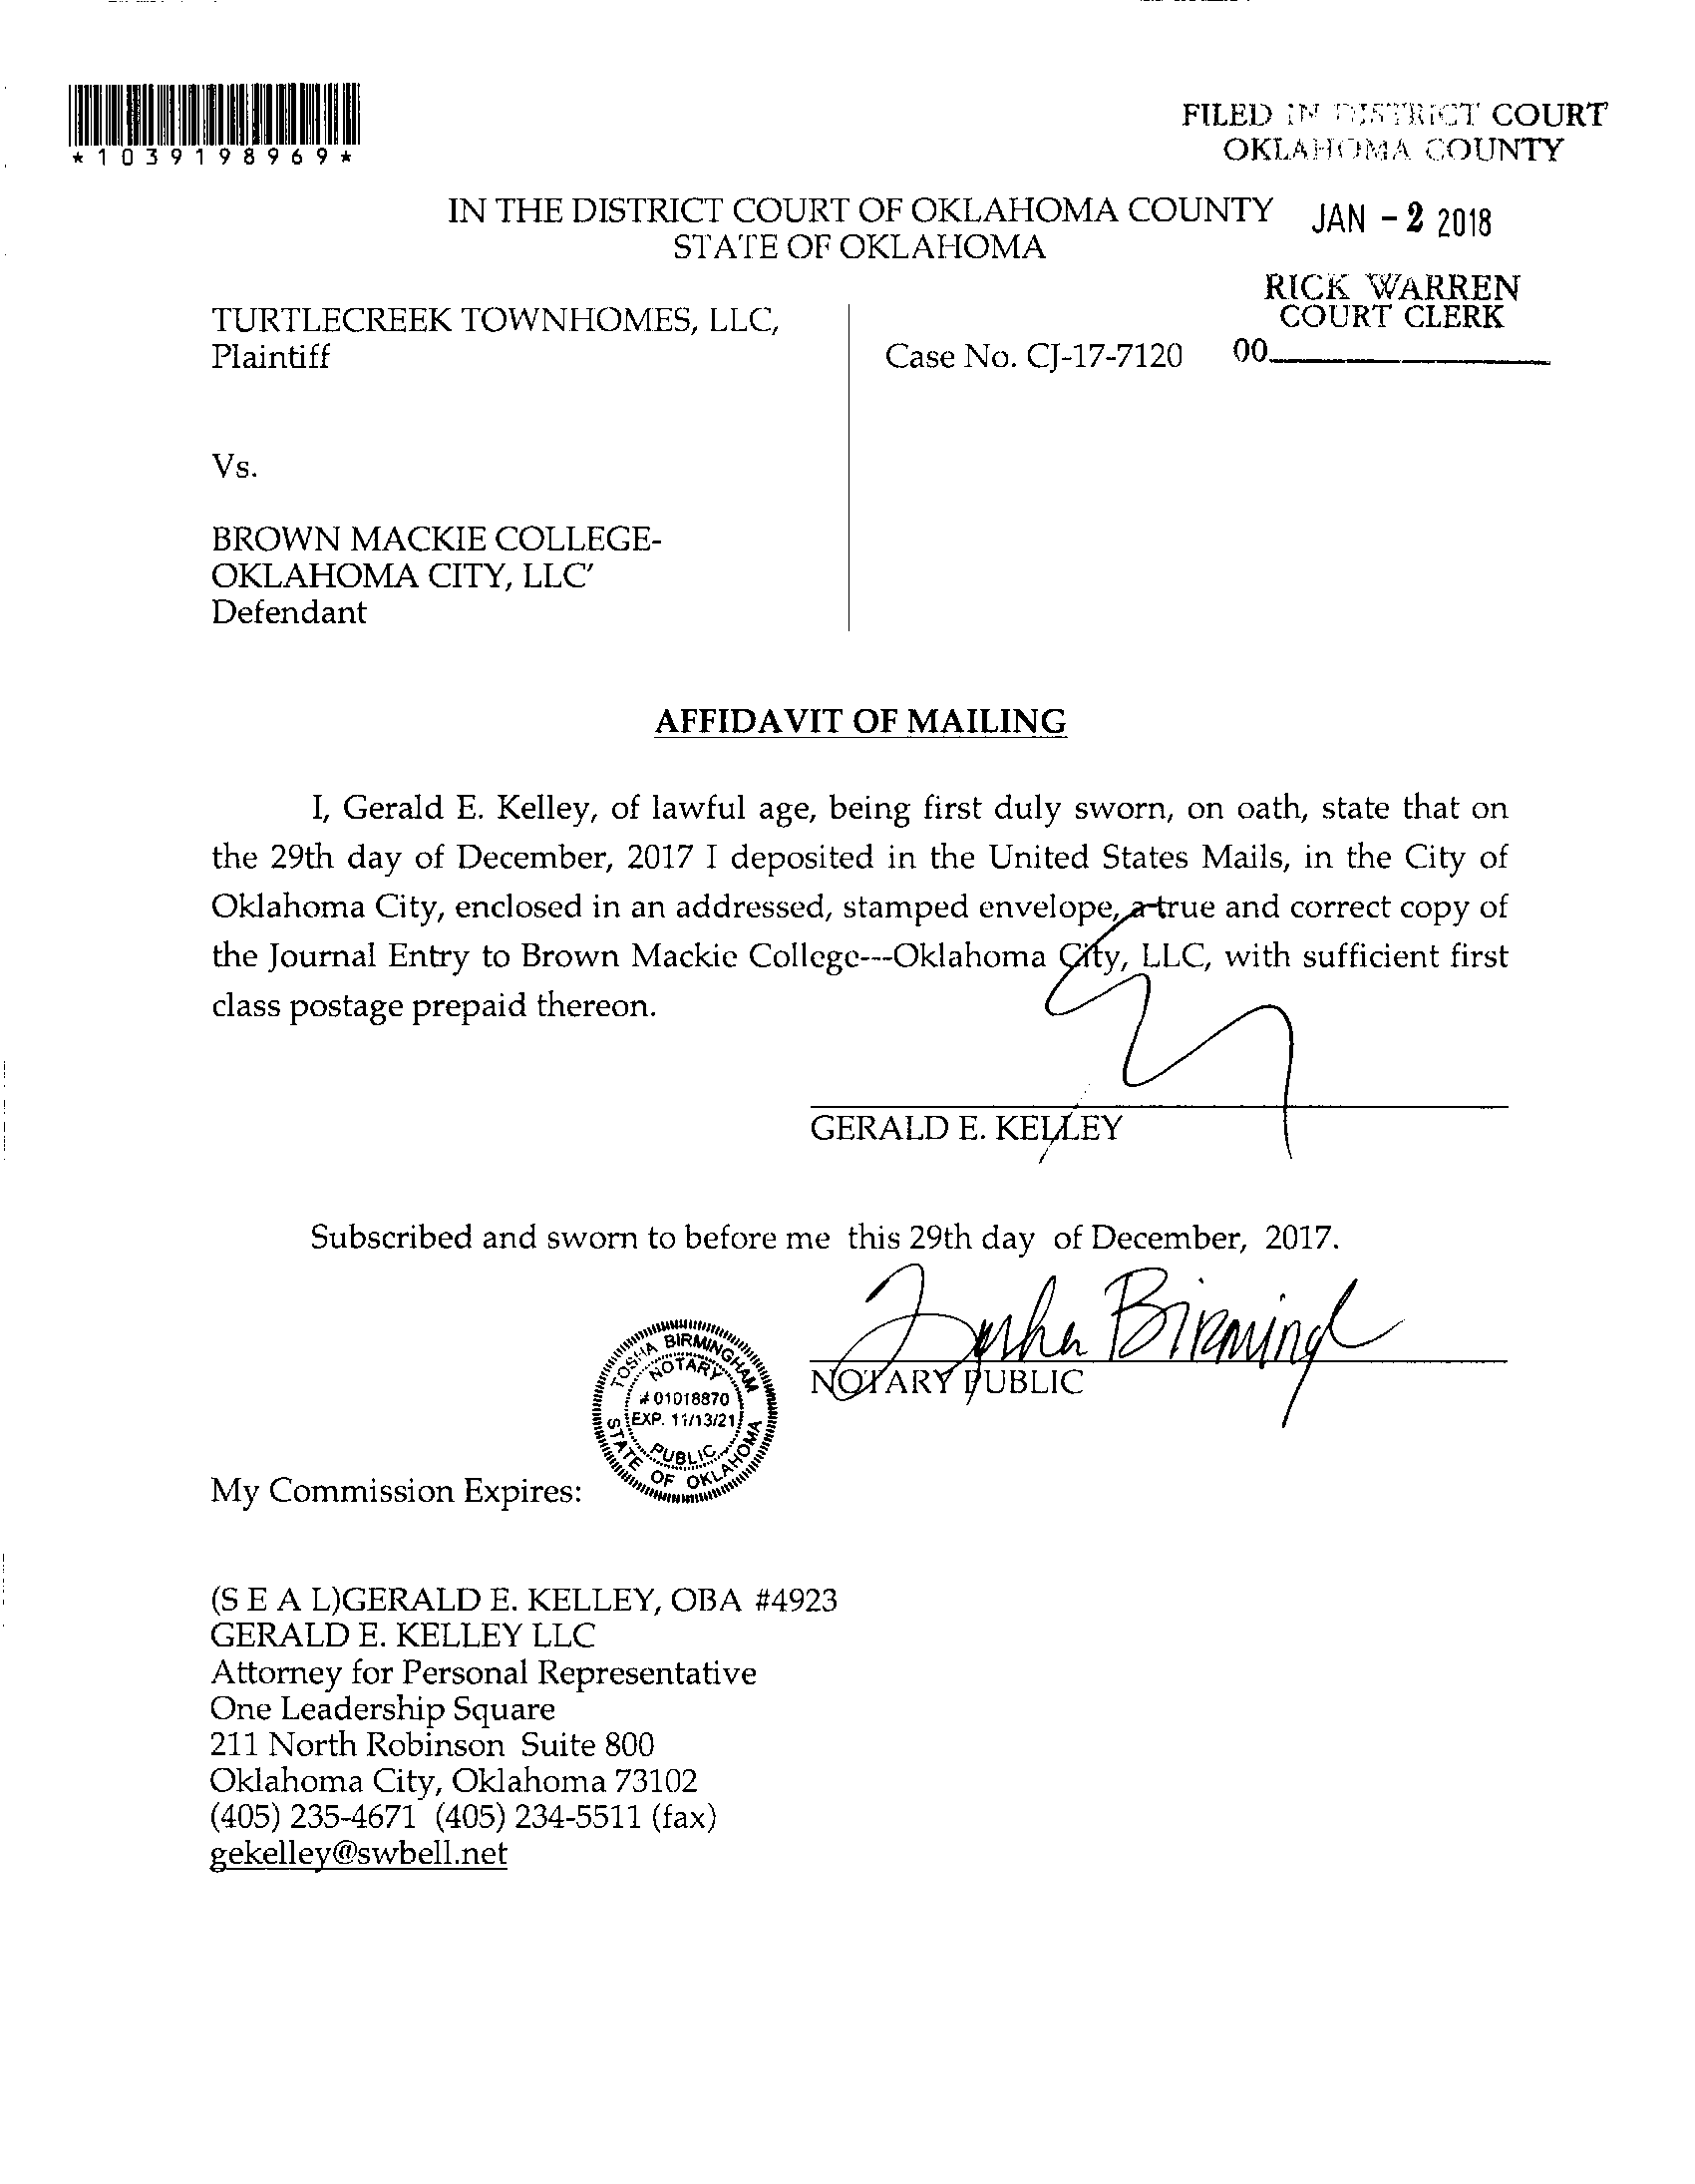 *1039198969*
FILED IN DISTRICT COURT
OKLAHOMA COUNTY
IN THE DISTRICT COURT OF OKLAHOMA COUNTY
STATE OF OKLAHOMA
JAN - 2 2018
RICK WARREN
COURT CLERK
00
TURTLECREEK TOWNHOMES, LLC,
Plaintiff
Case No. CJ-17-7120
Vs.
BROWN MACKIE COLLEGE-
OKLAHOMA CITY, LLC'
Defendant
AFFIDAVIT OF MAILING
I, Gerald E. Kelley, of lawful age, being first duly sworn, on oath, state that on
the 29th day of December, 2017 I deposited in the United States Mails, in the City of
Oklahoma City, enclosed in an addressed, stamped envelope, a true and correct copy of
the Journal Entry to Brown Mackie College---Oklahoma City, LLC, with sufficient first
class postage prepaid thereon.
GERALD E. KELLEY
Subscribed and sworn to before me this 29th day of December, 2017.
NOTARY PUBLIC
TOSHA BIRMINGHAM
NOTARY
# 01018870
EXP. 11/13/21
PUBLIC
STATE OF OKLAHOMA
My Commission Expires:
(S E A L)GERALD E. KELLEY, OBA #4923
GERALD E. KELLEY LLC
Attorney for Personal Representative
One Leadership Square
211 North Robinson Suite 800
Oklahoma City, Oklahoma 73102
(405) 235-4671 (405) 234-5511 (fax)
gekelley@swbell.net